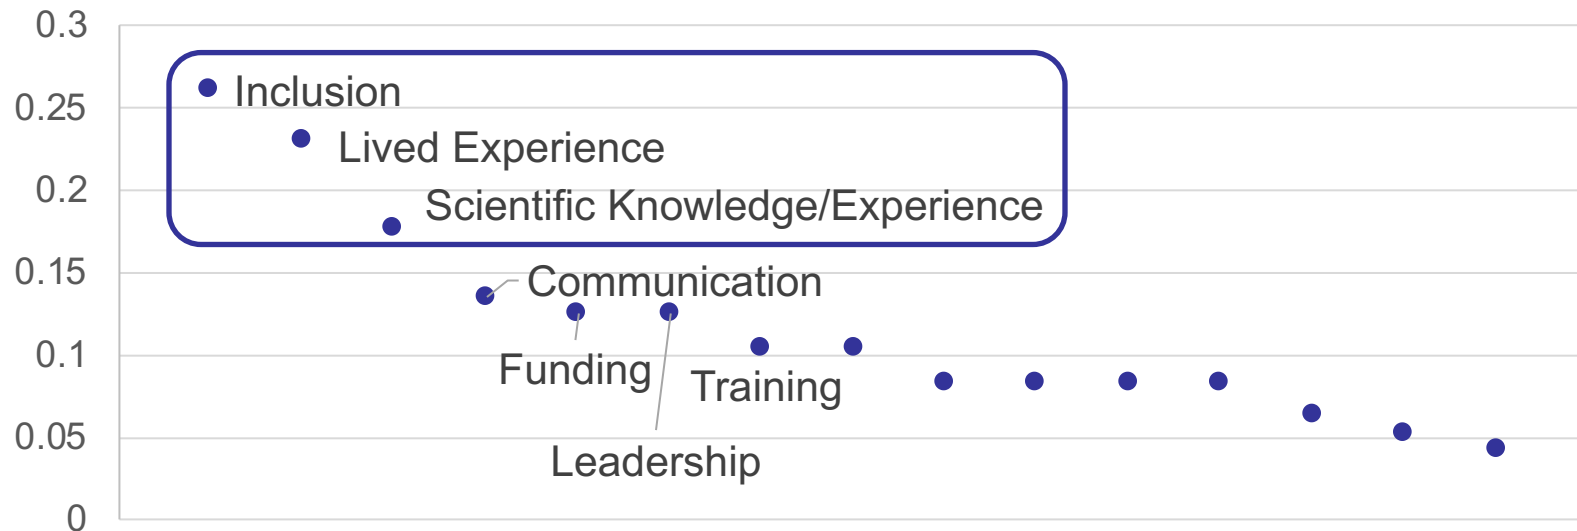 0.3
Inclusion
0.25
Lived Experience
0.2
Scientific Knowledge/Experience
0.15
Communication
0.1
Funding
Training
0.05
Leadership
0